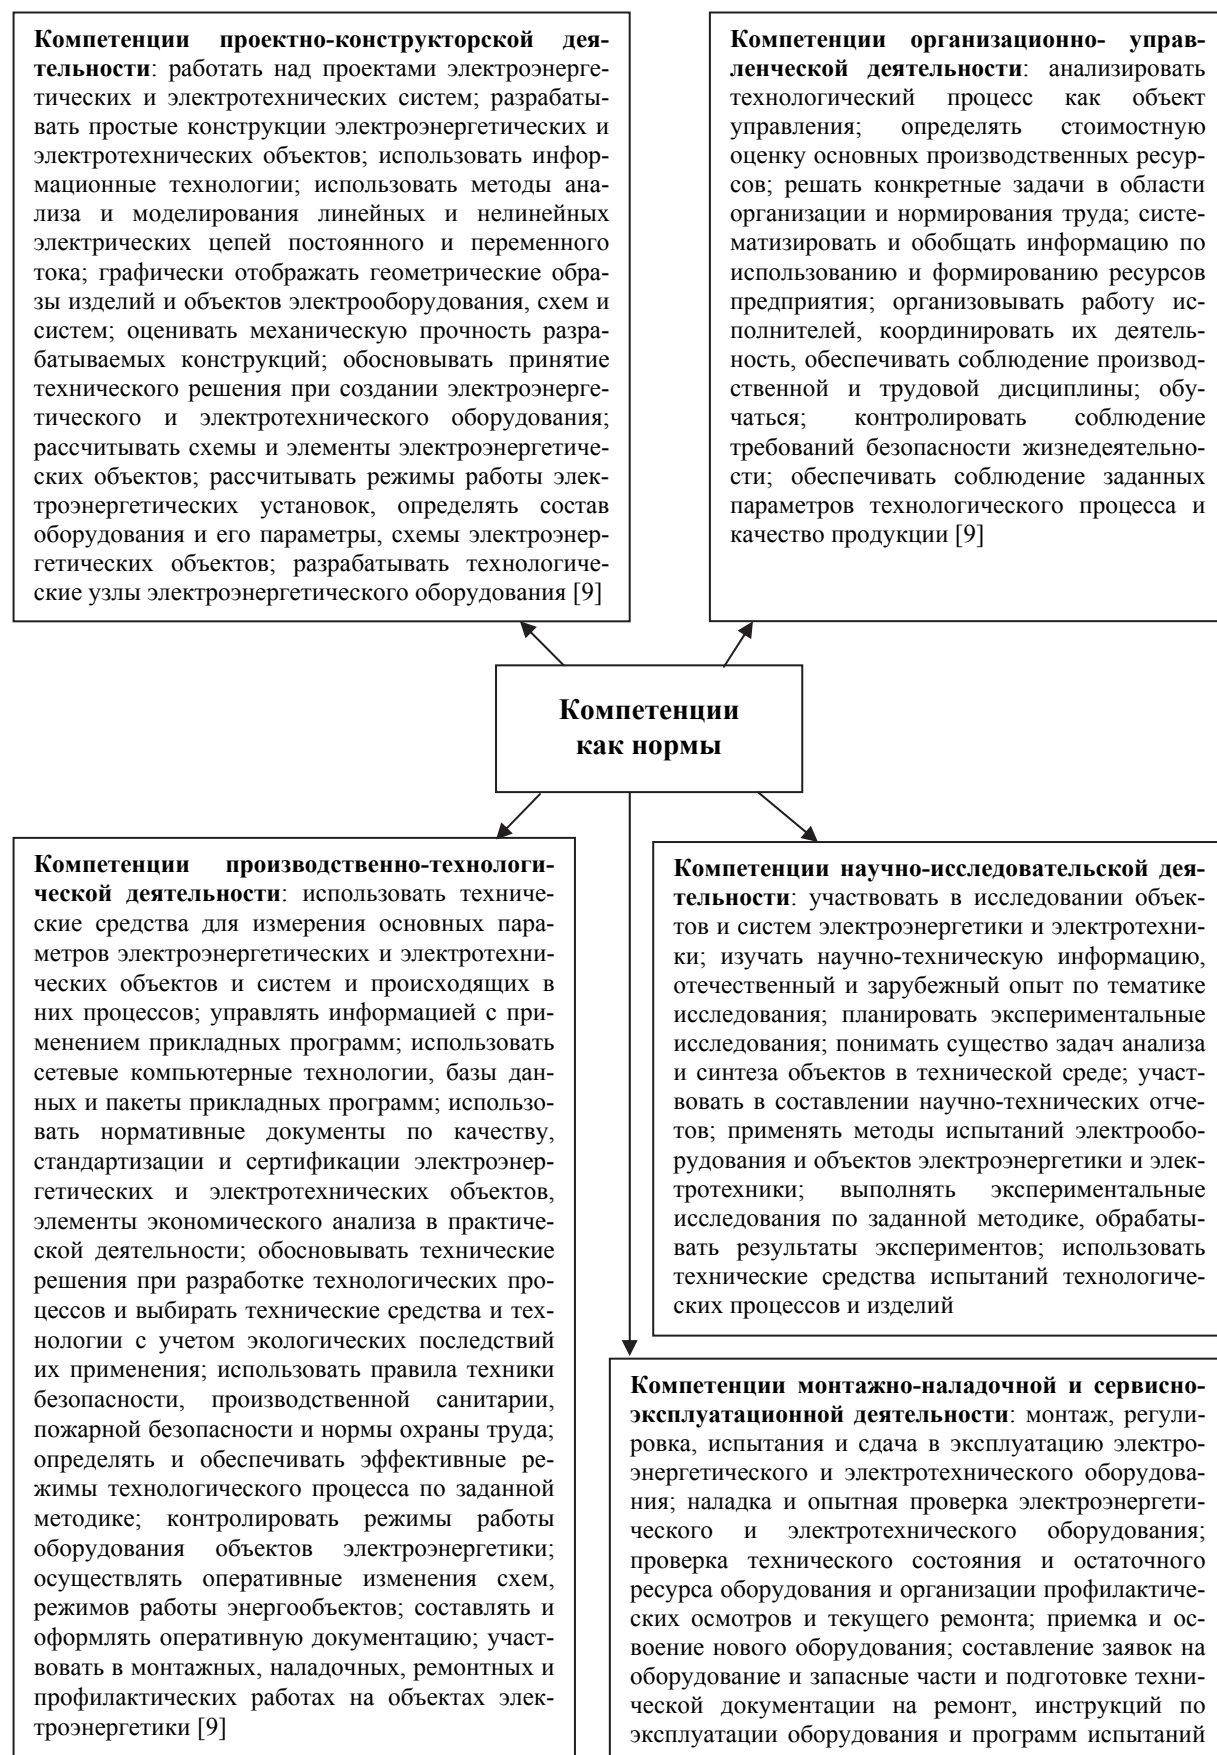 Компетенции проектно-конструкторской дея-
тельности: работать над проектами электроэнерге-
тических и электротехнических систем; разрабаты-
вать простые конструкции электроэнергетических и
электротехнических объектов; использовать инфор-
мационные технологии; использовать методы ана-
лиза и моделирования линейных и нелинейных
электрических цепей постоянного и переменного
тока; графически отображать геометрические обра-
зы изделий и объектов электрооборудования, схем и
систем; оценивать механическую прочность разра-
батываемых конструкций; обосновывать принятие
технического решения при создании электроэнерге-
тического и электротехнического оборудования;
рассчитывать схемы и элементы электроэнергетиче-
ских объектов; рассчитывать режимы работы элек-
троэнергетических установок, определять состав
оборудования и его параметры, схемы электроэнер-
гетических объектов; разрабатывать технологиче-
ские узлы электроэнергетического оборудования [9]
Компетенции организационно- управ-
ленческой деятельности: анализировать
технологический процесс как объект
управления; определять стоимостную
оценку основных производственных ресур-
сов; решать конкретные задачи в области
организации и нормирования труда; систе-
матизировать и обобщать информацию по
использованию и формированию ресурсов
предприятия; организовывать работу ис-
полнителей, координировать их деятель-
ность, обеспечивать соблюдение производ-
ственной и трудовой дисциплины; обу-
чаться; контролировать соблюдение
требований безопасности жизнедеятельно-
сти; обеспечивать соблюдение заданных
параметров технологического процесса и
качество продукции [9]
Компетенции
как нормы
Компетенции производственно-технологи-
ческой деятельности: использовать техниче-
ские средства для измерения основных пара-
метров электроэнергетических и электротехни-
ческих объектов и систем и происходящих в
них процессов; управлять информацией с при-
менением прикладных программ; использовать
сетевые компьютерные технологии, базы дан-
ных и пакеты прикладных программ; использо-
вать нормативные документы по качеству,
стандартизации и сертификации электроэнер-
гетических и электротехнических объектов,
элементы экономического анализа в практиче-
ской деятельности; обосновывать технические
решения при разработке технологических про-
цессов и выбирать технические средства и тех-
нологии с учетом экологических последствий
их применения; использовать правила техники
безопасности, производственной санитарии,
пожарной безопасности и нормы охраны труда;
определять и обеспечивать эффективные ре-
жимы технологического процесса по заданной
методике; контролировать режимы работы
оборудования объектов электроэнергетики;
осуществлять оперативные изменения схем,
режимов работы энергообъектов; составлять и
оформлять оперативную документацию; участ-
вовать в монтажных, наладочных, ремонтных и
профилактических работах на объектах элек-
троэнергетики [9]
Компетенции научно-исследовательской дея-
тельности: участвовать в исследовании объек-
тов и систем электроэнергетики и электротехни-
ки; изучать научно-техническую информацию,
отечественный и зарубежный опыт по тематике
исследования; планировать экспериментальные
исследования; понимать существо задач анализа
и синтеза объектов в технической среде; участ-
вовать в составлении научно-технических отче-
тов; применять методы испытаний электрообо-
рудования и объектов электроэнергетики и элек-
тротехники; выполнять экспериментальные
исследования по заданной методике, обрабаты-
вать результаты экспериментов; использовать
технические средства испытаний технологиче-
ских процессов и изделий
Компетенции монтажно-наладочной и сервисно-
эксплуатационной деятельности: монтаж, регули-
ровка, испытания и сдача в эксплуатацию электро-
энергетического и электротехнического оборудова-
ния; наладка и опытная проверка электроэнергети-
ческого и электротехнического оборудования;
проверка технического состояния и остаточного
ресурса оборудования и организации профилактиче-
ских осмотров и текущего ремонта; приемка и ос-
воение нового оборудования; составление заявок на
оборудование и запасные части и подготовке техни-
ческой документации на ремонт, инструкций по
эксплуатации оборудования и программ испытаний